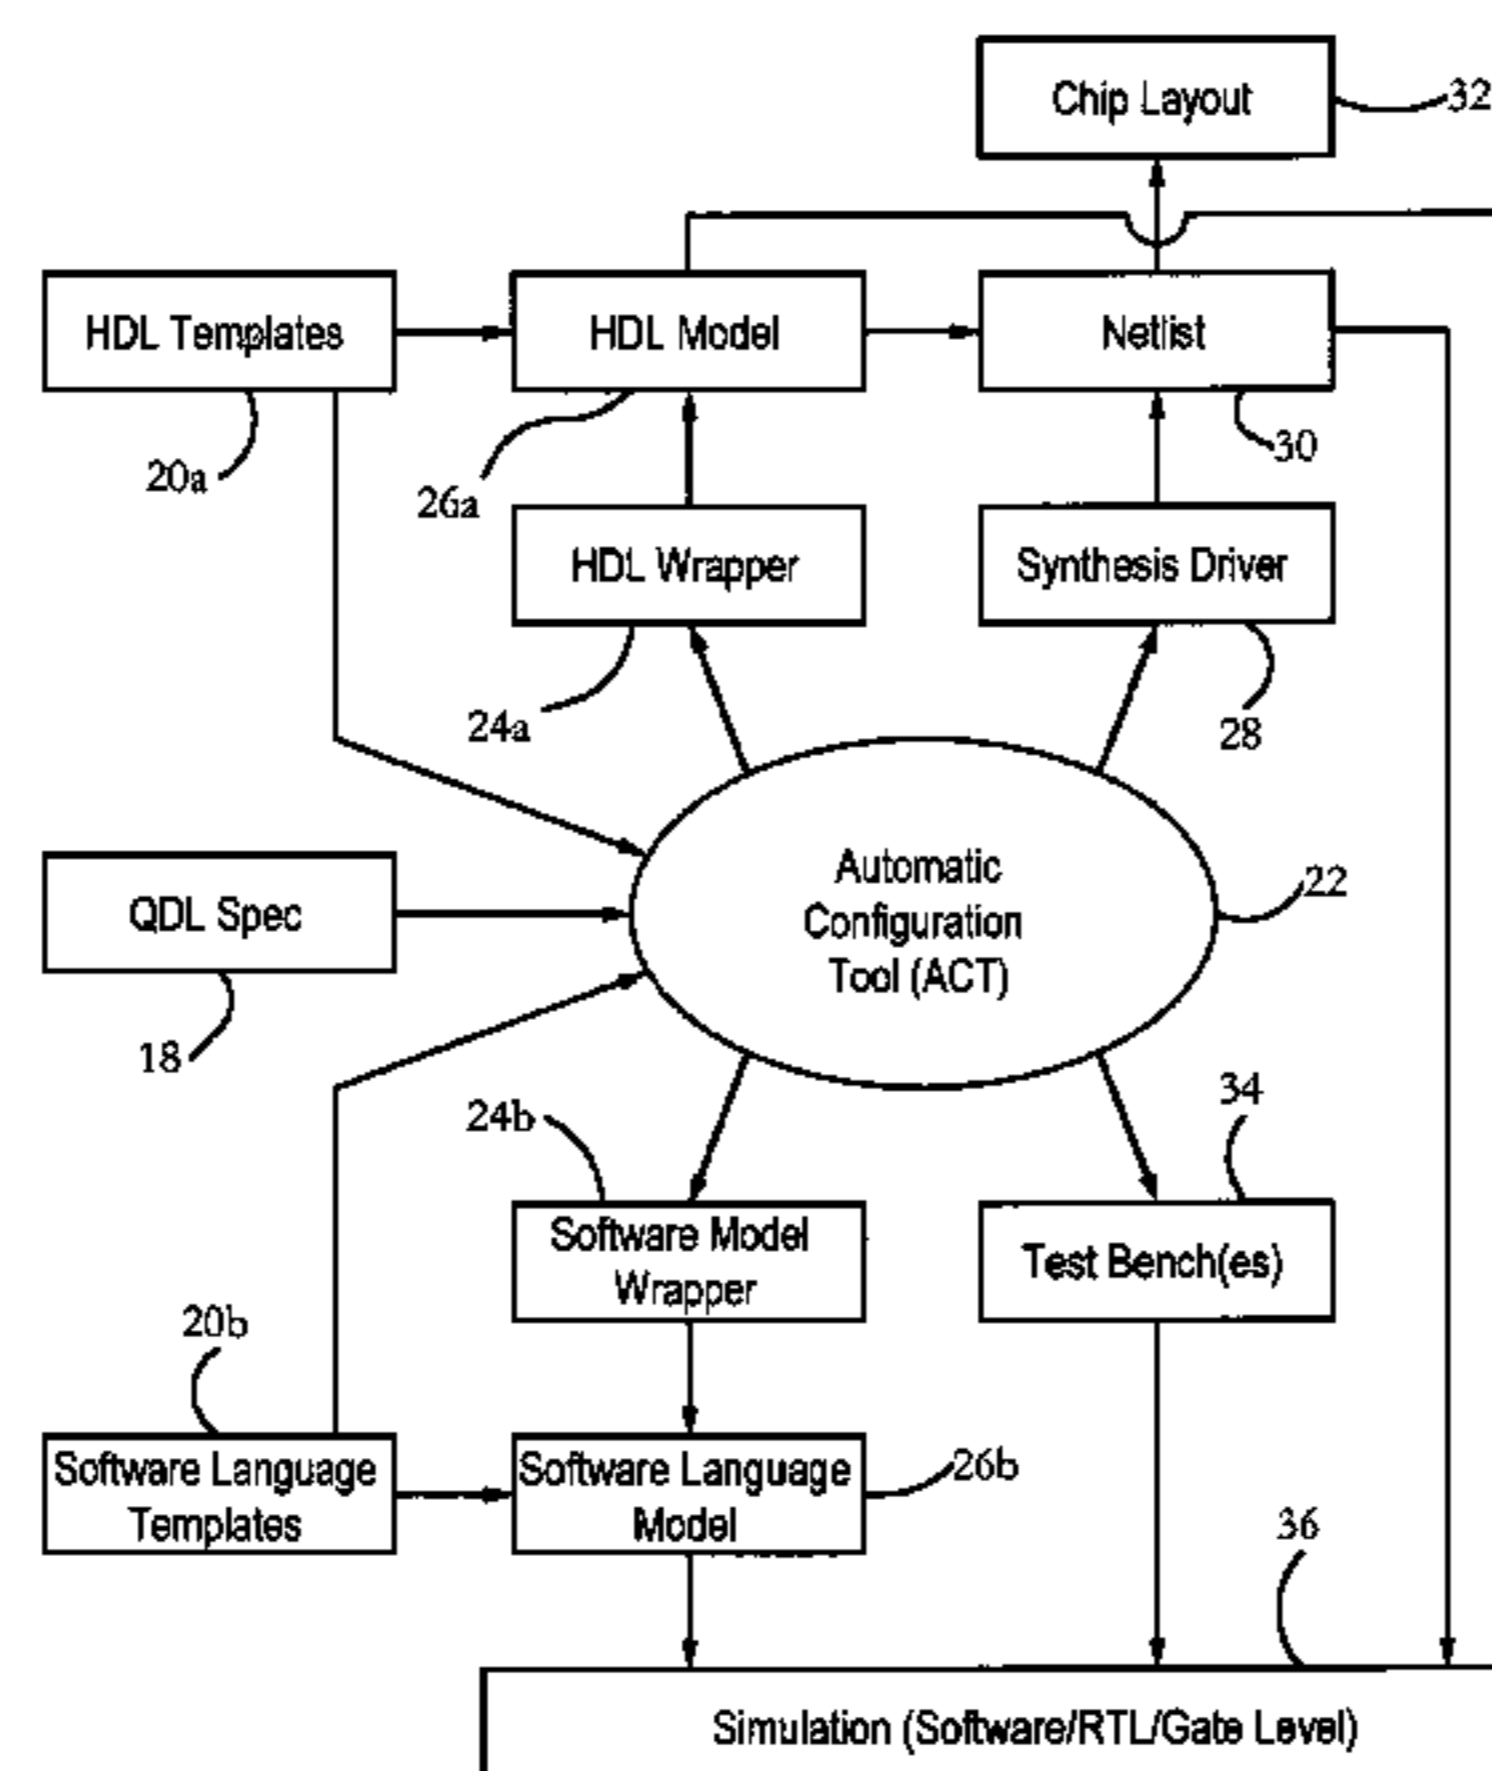 Chip Layout
32
HDL Templates
HDL Model
Netlist
20a
26a
30
HDL Wrapper
Synthesis Driver
24a
28
QDL Spec
Automatic
Configuration
Tool (ACT)
22
18
24b
34
Software Model
Wrapper
Test Bench(es)
20b
Software Language
Templates
Software Language
Model
26b
36
Simulation (Software/RTL/Gate Level)